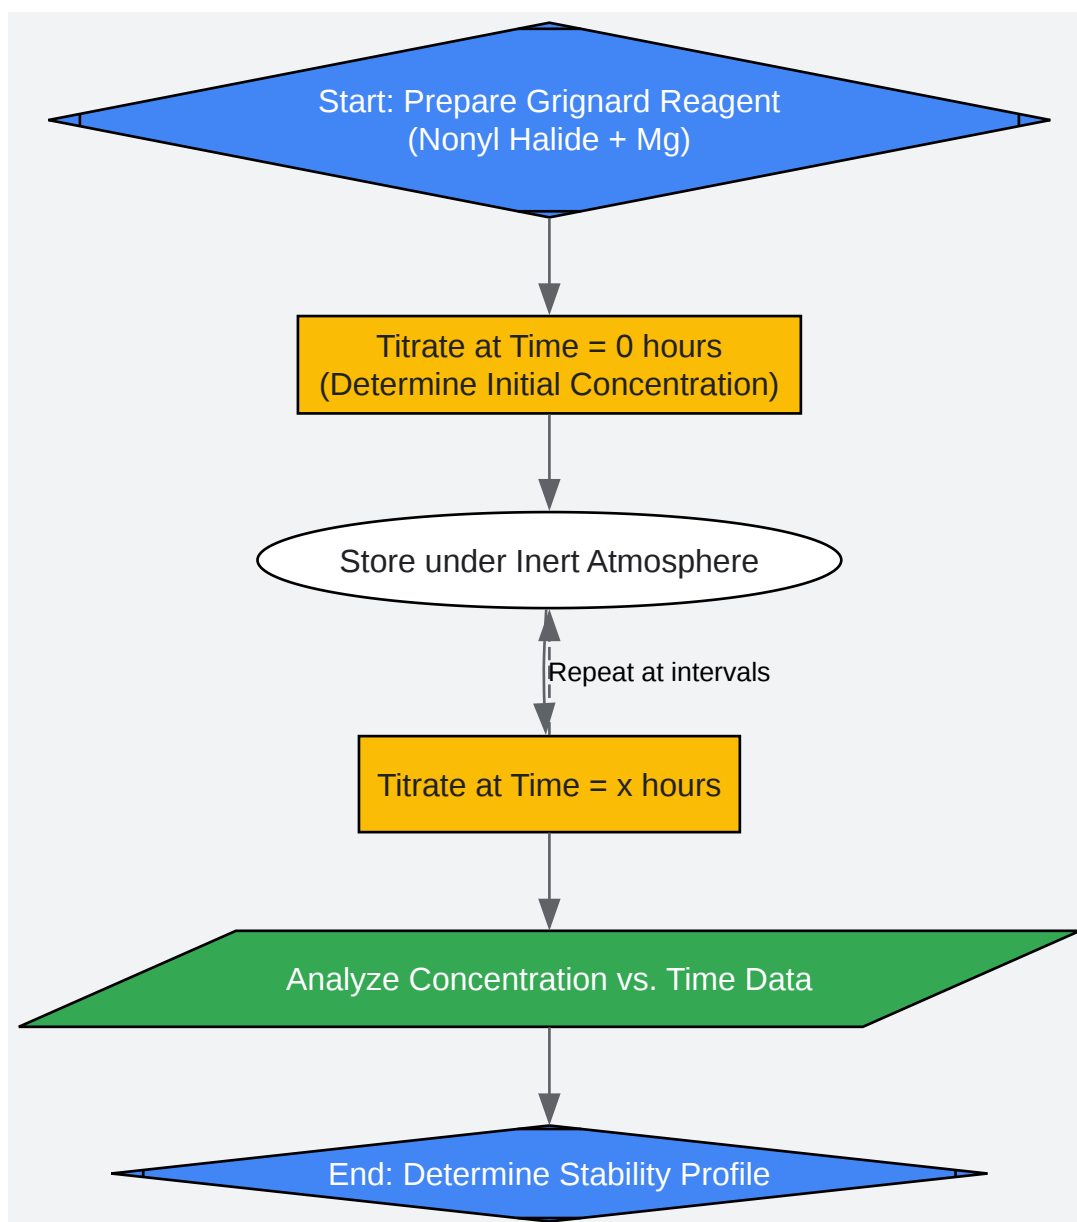 Start: Prepare Grignard Reagent
(Nonyl Halide + Mg)
Titrate at Time = 0 hours
(Determine Initial Concentration)
Store under Inert Atmosphere
Repeat at intervals
Titrate at Time = x hours
Analyze Concentration vs. Time Data
End: Determine Stability Profile